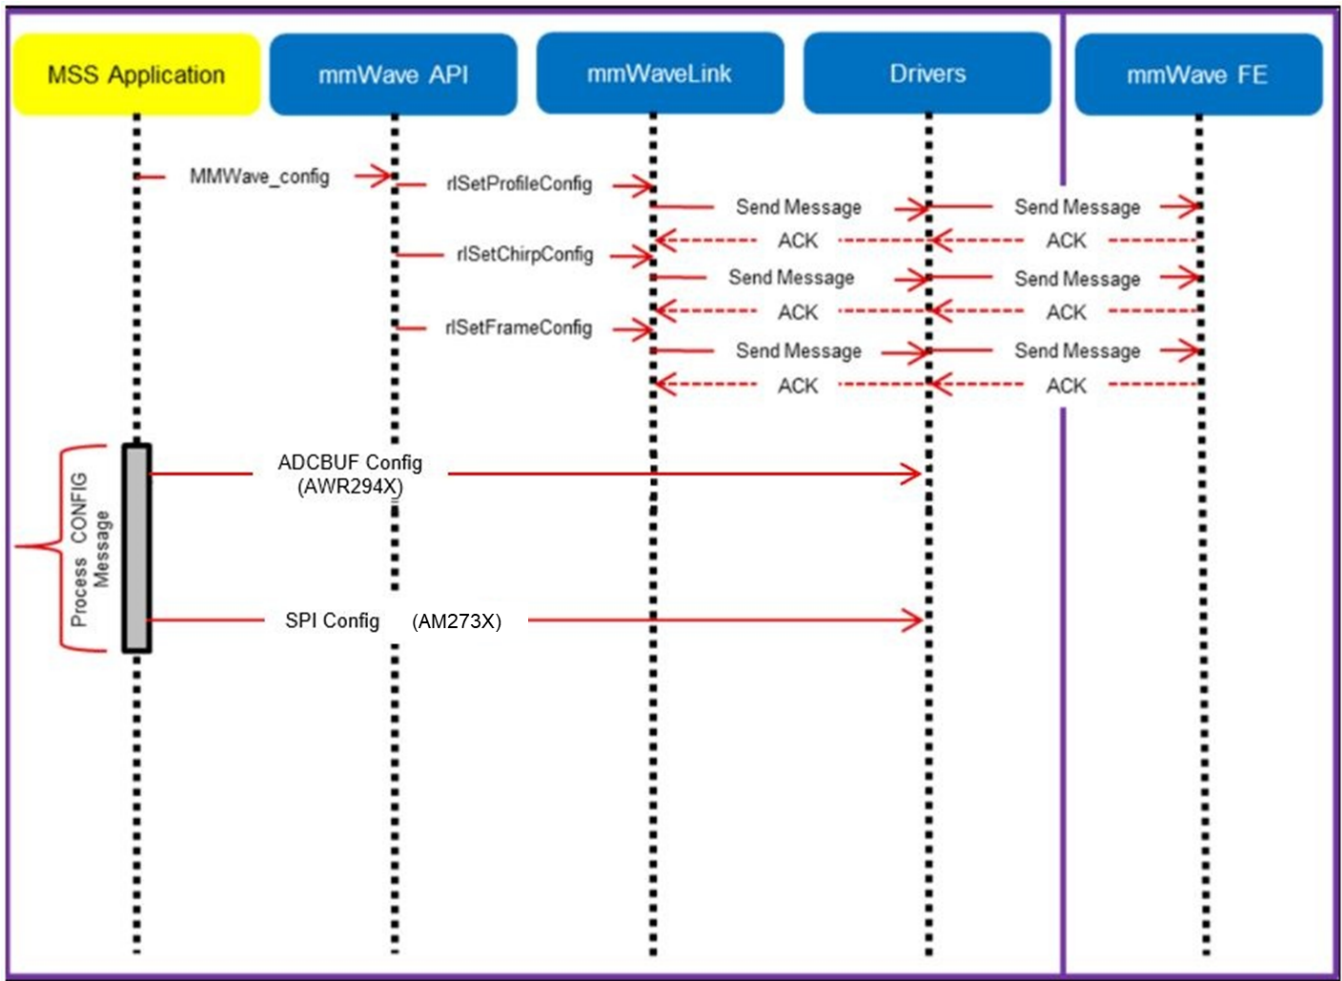 MSS Application
mmWave API
mmWaveLink
Drivers
mmWave FE
MMWave_config
rlSetProfileConfig
Send Message
Send Message
ACK
ACK
rlSetChirpConfig
Send Message
Send Message
ACK
ACK
rlSetFrameConfig
Send Message
Send Message
ACK
ACK
Process CONFIG
Message
ADCBUF Config
(AWR294X)
SPI Config (AM273X)